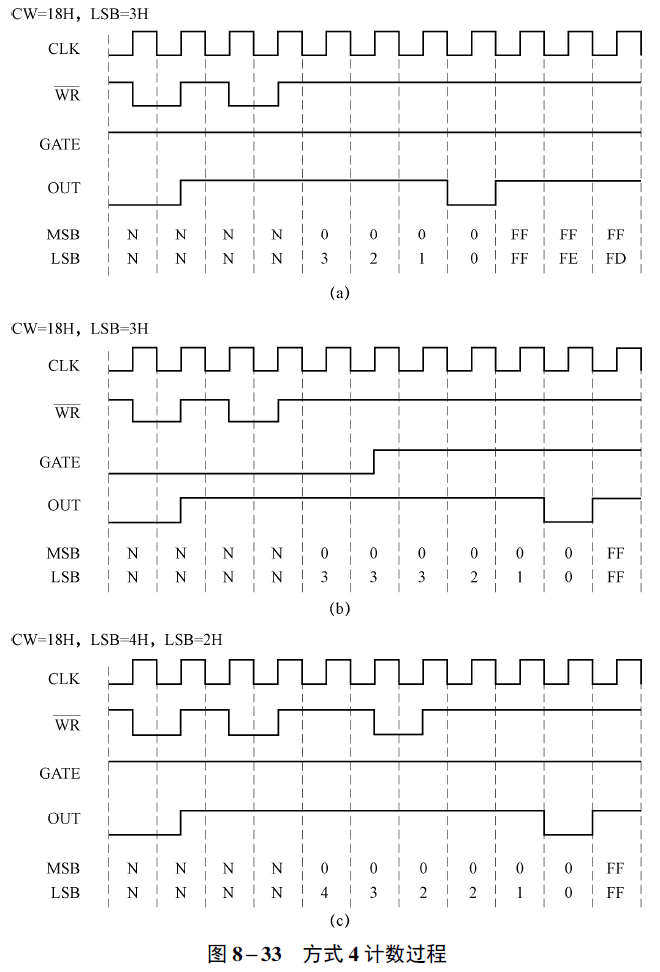 CW=18H，LSB=3H
CLK
WR
GATE
OUT
MSB N N N N 0 0 0 0 FF FF FF
LSB N N N N 3 2 1 0 FF FE FD
(a)
CW=18H，LSB=3H
CLK
WR
GATE
OUT
MSB N N N N 0 0 0 0 0 0 FF
LSB N N N N 3 3 3 2 1 0 FF
(b)
CW=18H，LSB=4H，LSB=2H
CLK
WR
GATE
OUT
MSB N N N N 0 0 0 0 0 0 FF
LSB N N N N 4 3 2 2 1 0 FF
(c)
图 8-33 方式 4 计数过程